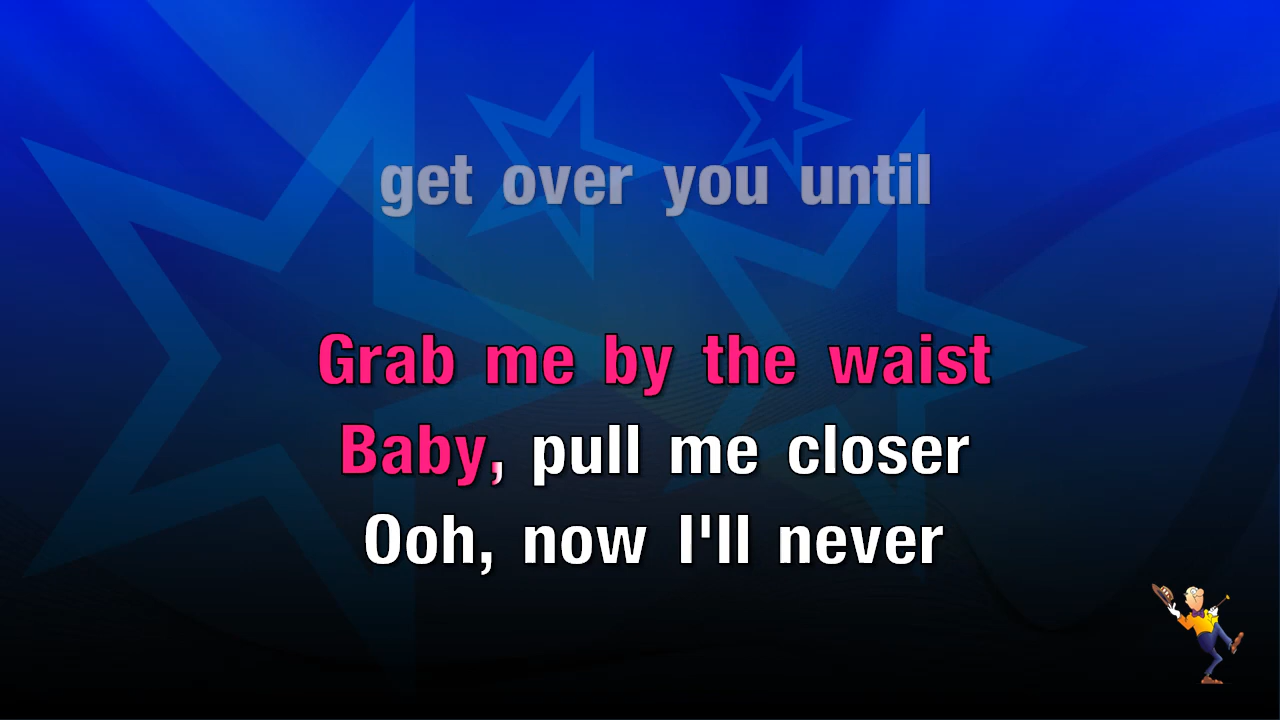 get over you until
Grab me by the waist
Baby, pull me closer
Ooh, now I'll never